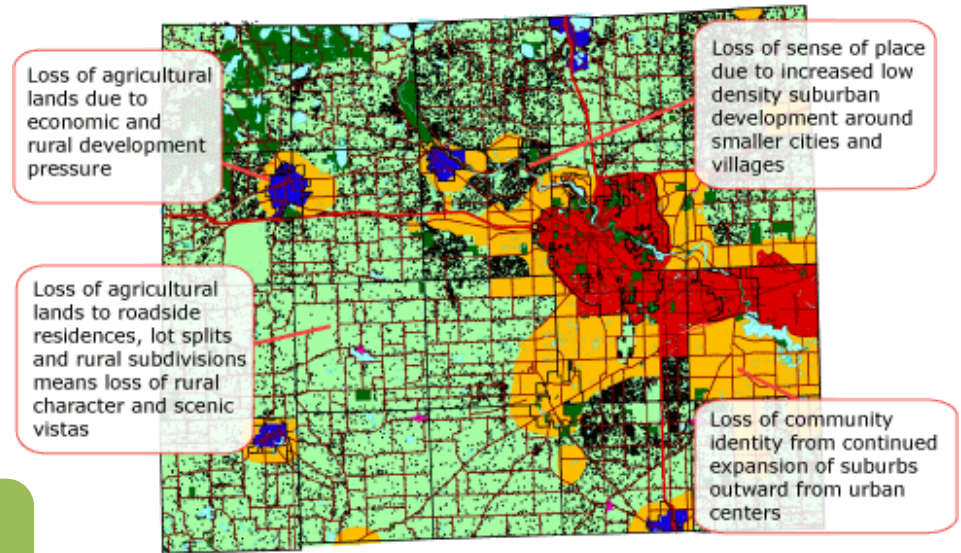 Loss of agricultural
lands due to
economic and
rural development
pressure
Loss of sense of place
due to increased low
density suburban
development around
smaller cities and
villages
Loss of agricultural
lands to roadside
residences, lot splits
and rural subdivisions
means loss of rural
character and scenic
vistas
Loss of community
identity from continued
expansion of suburbs
outward from urban
centers